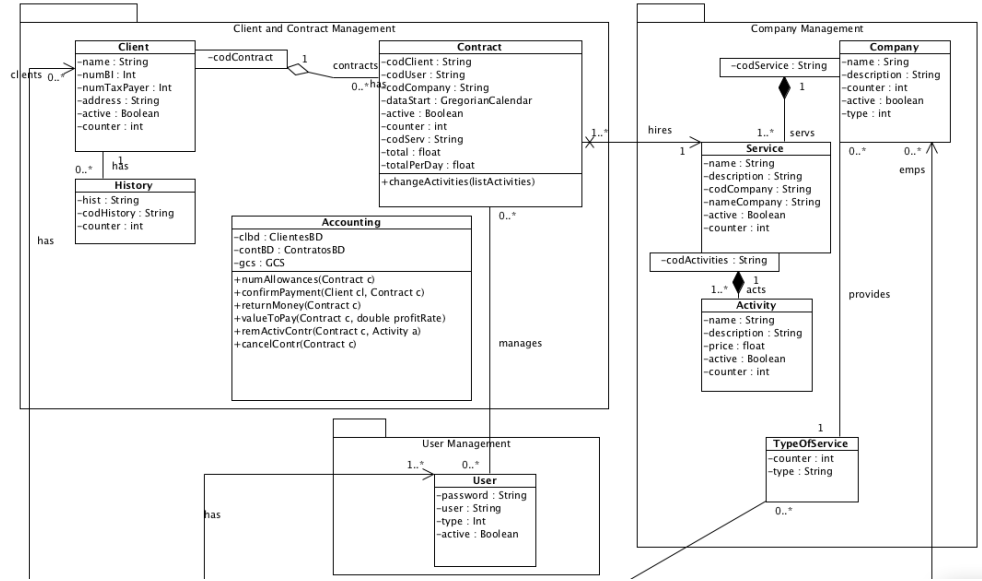 Client and Contract Management
Client
-name : String
-numBI : Int
-numTaxPayer : Int
-address : String
-active : Boolean
-counter : int
-codContract
1
contracts
0..*
has
clients
0..*
Contract
-codClient : String
-codUser : String
-codCompany : String
-dataStart : GregorianCalendar
-active : Boolean
-counter : int
-codServ : String
-total : float
-totalPerDay : float
+changeActivities(listActivities)
1
has
0..*
History
-hist : String
-codHistory : String
-counter : int
has
Accounting
-clbd : ClientesBD
-contBD : ContratosBD
-gcs : GCS
+numAllowances(Contract c)
+confirmPayment(Client cl, Contract c)
+returnMoney(Contract c)
+valueToPay(Contract c, double profitRate)
+remActivContr(Contract c, Activity a)
+cancelContr(Contract c)
0..*
manages
1..*
hires
1
Company Management
Company
-name : Sring
-description : String
-counter : int
-active : boolean
-type : int
-codService : String
1
1..*
servs
0..*
0..*
emps
Service
-name : String
-description : String
-codCompany : String
-nameCompany : String
-active : Boolean
-counter : int
-codActivities : String
1
1..*
acts
Activity
-name : String
-description : String
-price : float
-active : Boolean
-counter : int
provides
1
TypeOfService
-counter : int
-type : String
0..*
User Management
1..*
0..*
User
-password : String
-user : String
-type : Int
-active : Boolean
has